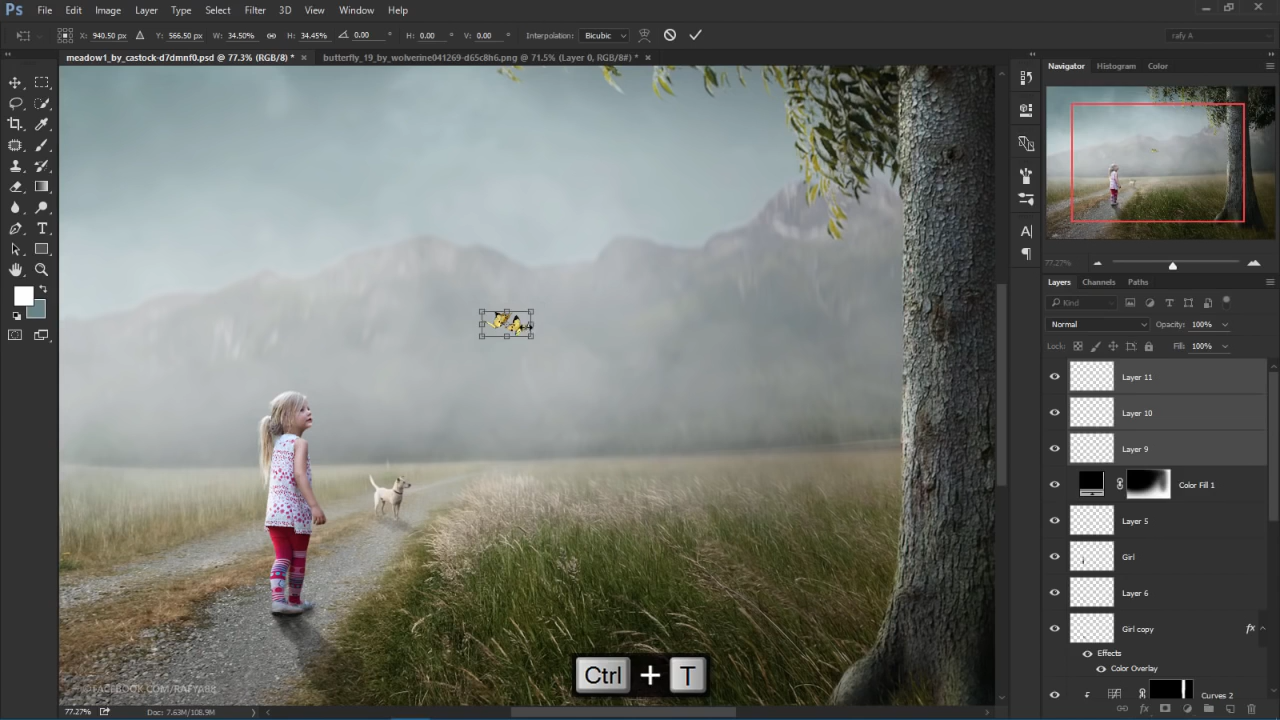 Ps File Edit Image Layer Type Select Filter 3D View Window Help
X: 940.50 px Y: 566.50 px W: 34.50% H: 34.45% 0.00 ° H: 0.00 ° V: 0.00 ° Interpolation: Bicubic rafy A
meadow1_by_castock-d7dmnf0.psd @ 77.3% (RGB/8) * × butterfly_19_by_wolverine041269-d65c8h6.png @ 71.5% (Layer 0, RGB/8#) * ×
Navigator Histogram Color
77.27%
Layers Channels Paths
Kind
Normal Opacity: 100%
Lock: Fill: 100%
Layer 11
Layer 10
Layer 9
Color Fill 1
Layer 5
Girl
Layer 6
Girl copy fx
Effects
Color Overlay
Curves 2
Ctrl + T
FACEBOOK.COM/RAFYA88
77.27% Doc: 7.63M/108.9M
fx